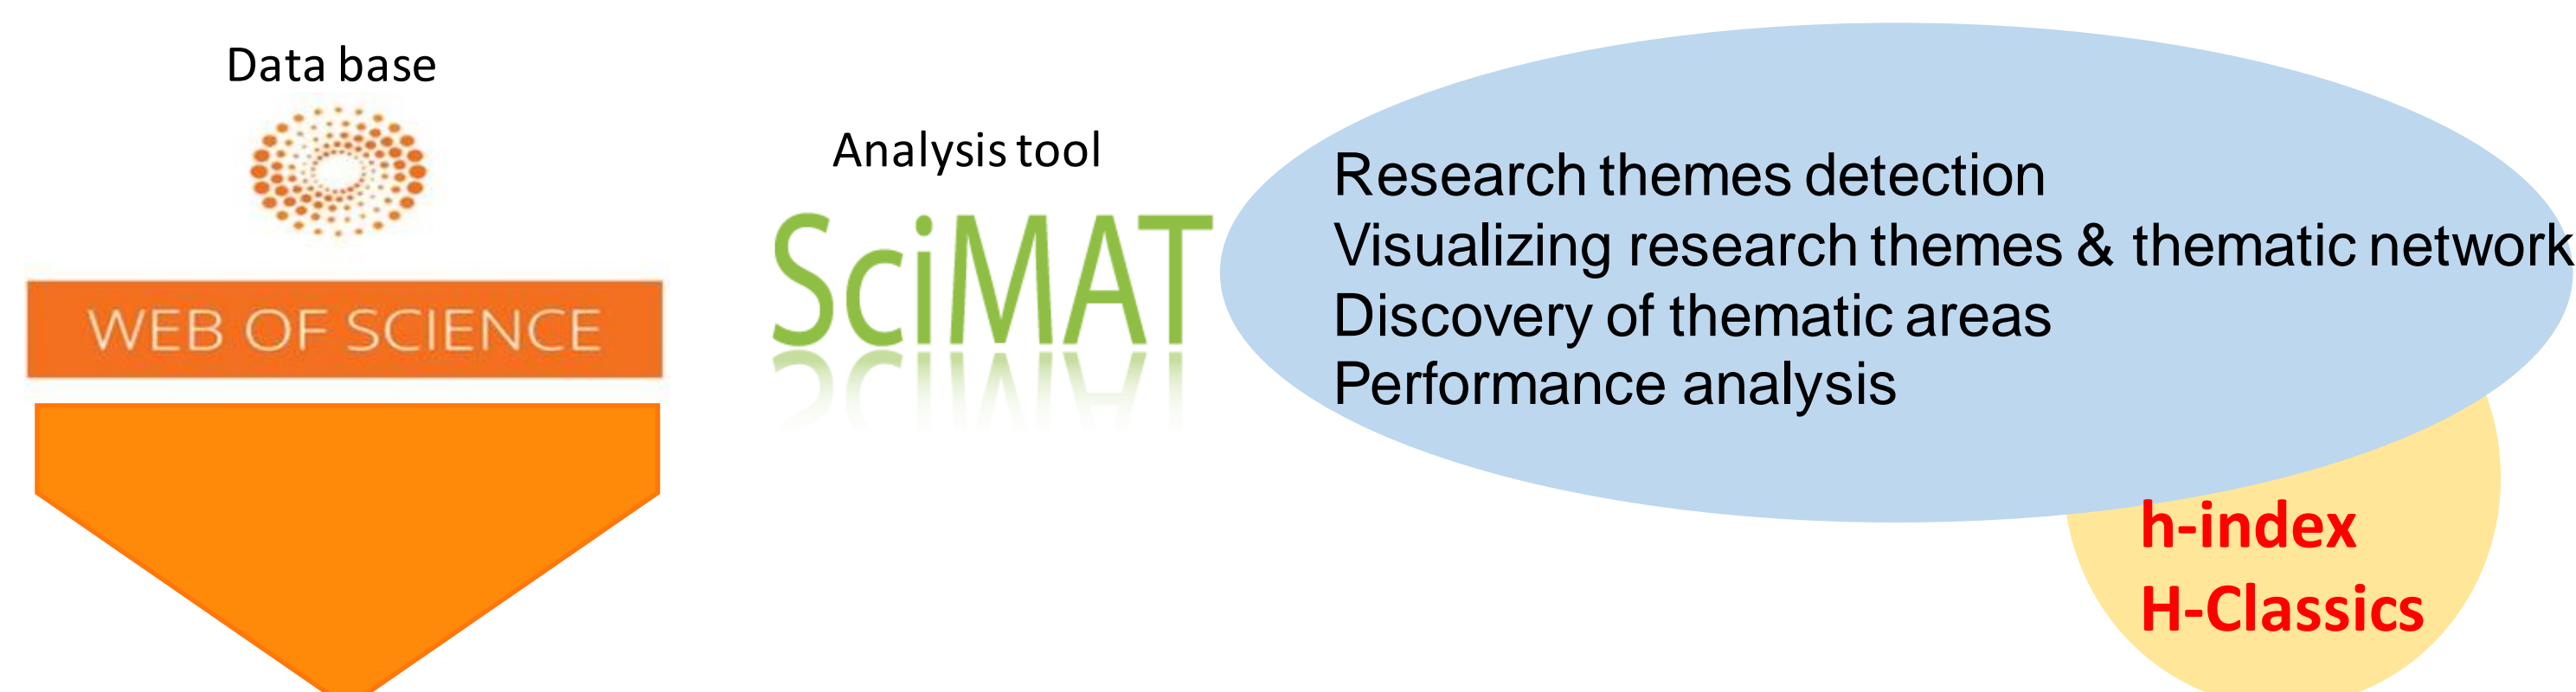 Data base
WEB OF SCIENCE
Analysis tool
SciMAT
Research themes detection
Visualizing research themes & thematic network
Discovery of thematic areas
Performance analysis
h-index
H-Classics